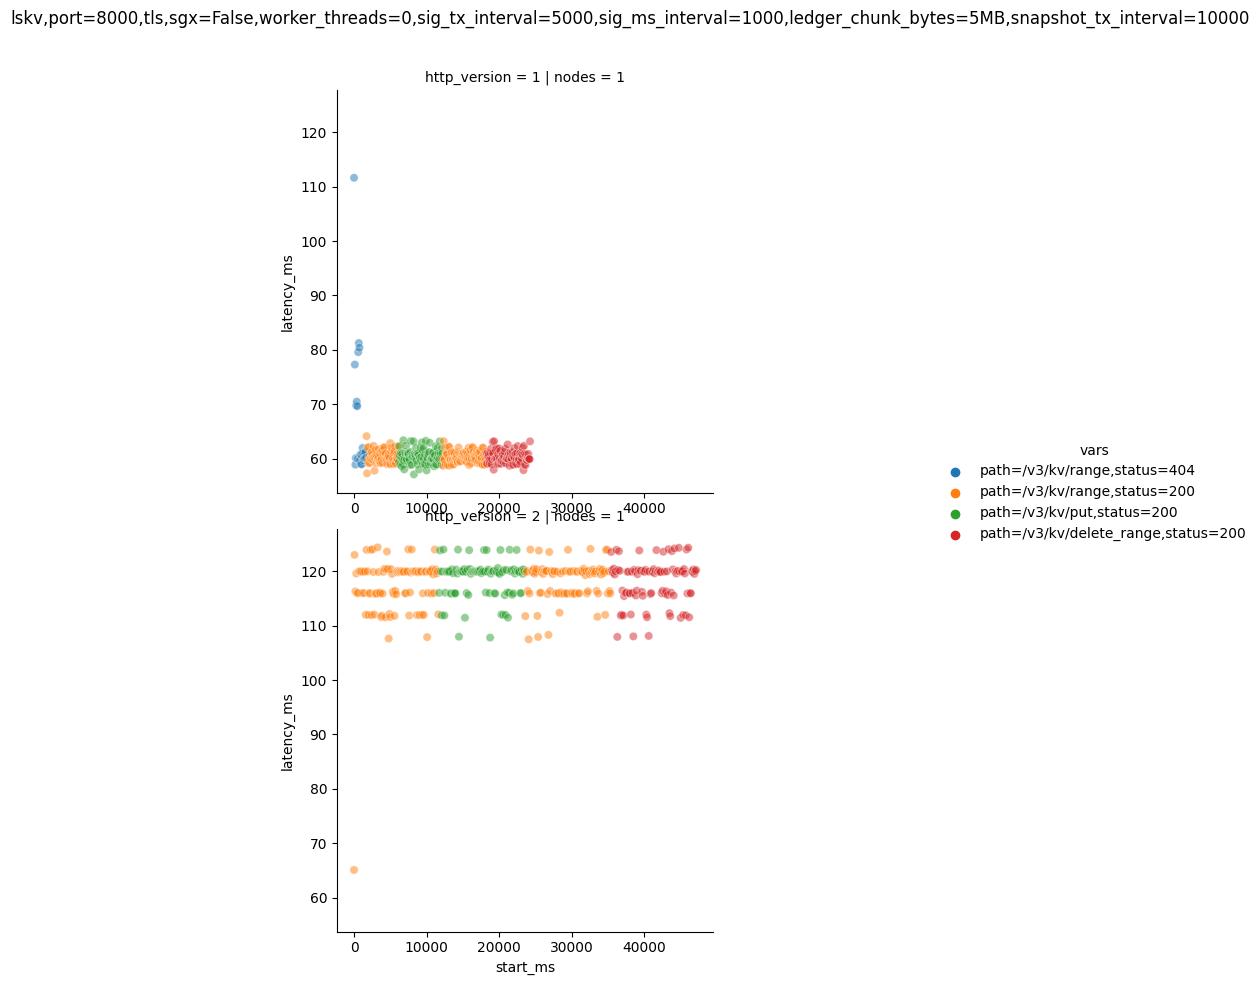 lskv,port=8000,tls,sgx=False,worker_threads=0,sig_tx_interval=5000,sig_ms_interval=1000,ledger_chunk_bytes=5MB,snapshot_tx_interval=10000
http_version = 1 | nodes = 1
120
110
100
90
80
70
60
latency_ms
0 10000 20000 30000 40000
http_version = 2 | nodes = 1
120
110
100
90
80
70
60
latency_ms
0 10000 20000 30000 40000
start_ms
vars
path=/v3/kv/range,status=404
path=/v3/kv/range,status=200
path=/v3/kv/put,status=200
path=/v3/kv/delete_range,status=200